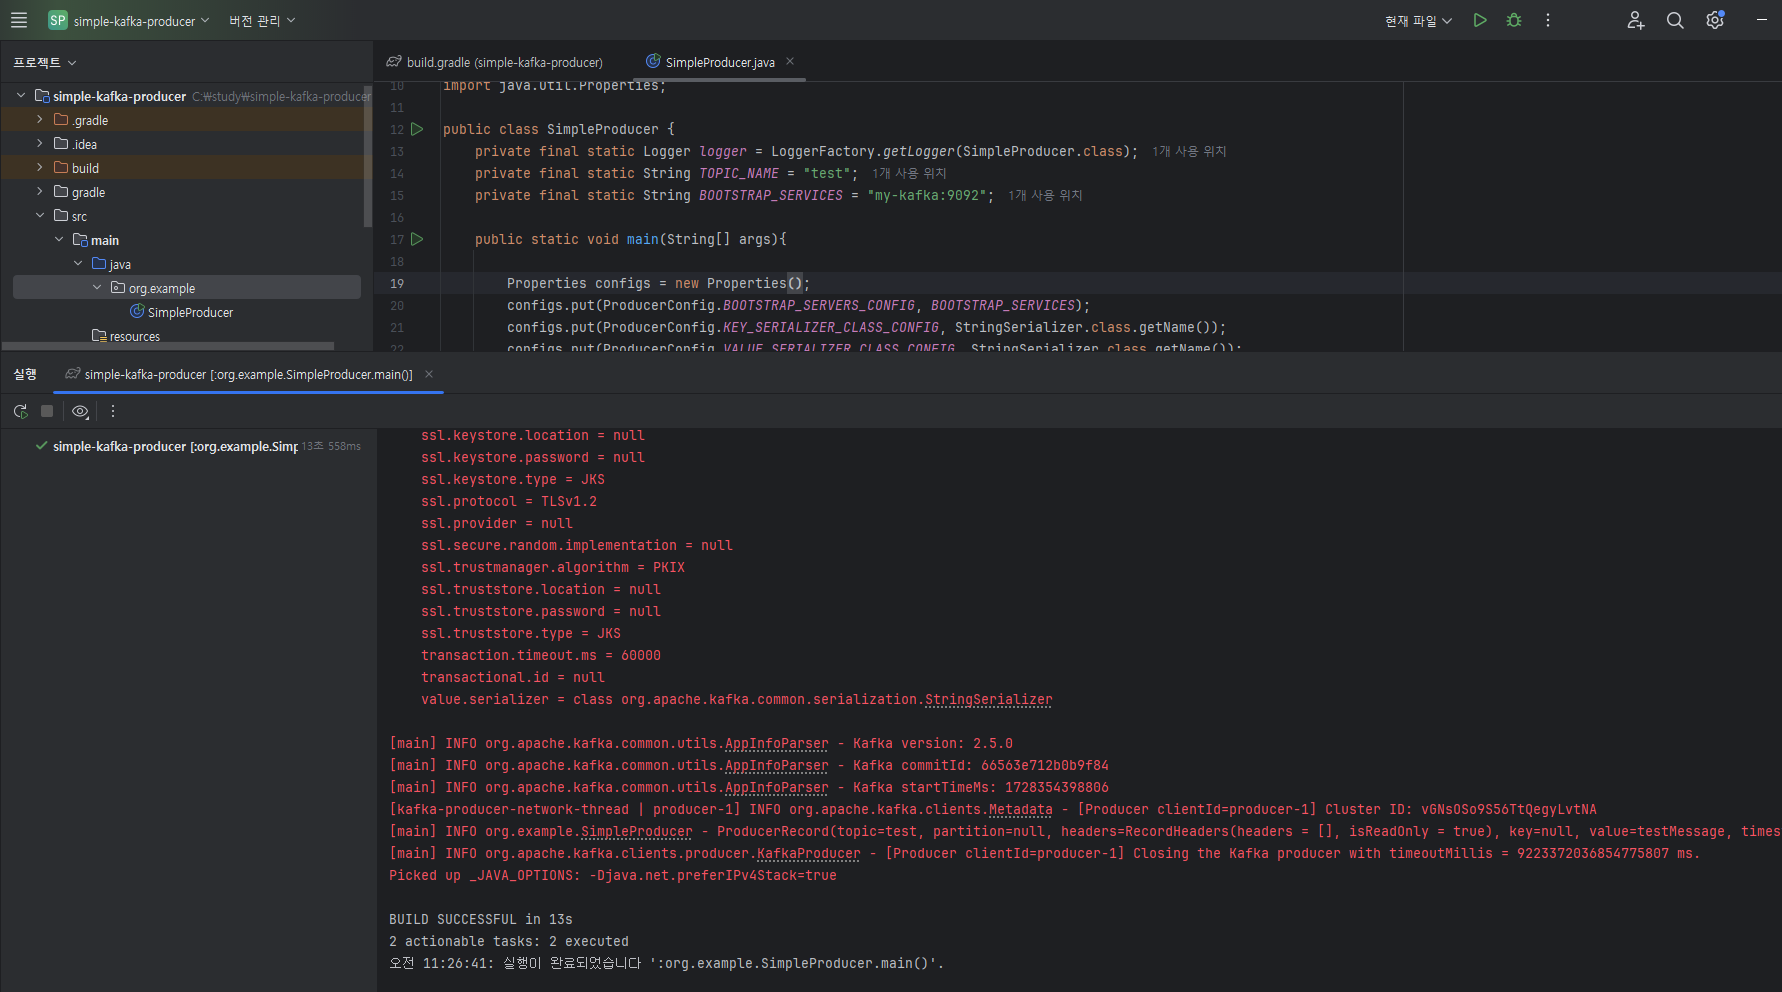 SP simple-kafka-producer 버전 관리 현재 파일
프로젝트
build.gradle (simple-kafka-producer) SimpleProducer.java
simple-kafka-producer C:￦study￦simple-kafka-producer
.gradle
.idea
build
gradle
src
main
java
org.example
SimpleProducer
resources
10 import java.util.Properties;
11
12 public class SimpleProducer {
13 private final static Logger logger = LoggerFactory.getLogger(SimpleProducer.class); 1개 사용 위치
14 private final static String TOPIC_NAME = "test"; 1개 사용 위치
15 private final static String BOOTSTRAP_SERVICES = "my-kafka:9092"; 1개 사용 위치
16
17 public static void main(String[] args){
18
19 Properties configs = new Properties();
20 configs.put(ProducerConfig.BOOTSTRAP_SERVERS_CONFIG, BOOTSTRAP_SERVICES);
21 configs.put(ProducerConfig.KEY_SERIALIZER_CLASS_CONFIG, StringSerializer.class.getName());
22 configs.put(ProducerConfig.VALUE_SERIALIZER_CLASS_CONFIG, StringSerializer.class.getName());
실행 simple-kafka-producer [:org.example.SimpleProducer.main()]
simple-kafka-producer [:org.example.Simp 13초 558ms
ssl.keystore.location = null
ssl.keystore.password = null
ssl.keystore.type = JKS
ssl.protocol = TLSv1.2
ssl.provider = null
ssl.secure.random.implementation = null
ssl.trustmanager.algorithm = PKIX
ssl.truststore.location = null
ssl.truststore.password = null
ssl.truststore.type = JKS
transaction.timeout.ms = 60000
transactional.id = null
value.serializer = class org.apache.kafka.common.serialization.StringSerializer
[main] INFO org.apache.kafka.common.utils.AppInfoParser - Kafka version: 2.5.0
[main] INFO org.apache.kafka.common.utils.AppInfoParser - Kafka commitId: 66563e712b0b9f84
[main] INFO org.apache.kafka.common.utils.AppInfoParser - Kafka startTimeMs: 1728354398806
[kafka-producer-network-thread | producer-1] INFO org.apache.kafka.clients.Metadata - [Producer clientId=producer-1] Cluster ID: vGNsOSo9S56TtQegyLvtNA
[main] INFO org.example.SimpleProducer - ProducerRecord(topic=test, partition=null, headers=RecordHeaders(headers = [], isReadOnly = true), key=null, value=testMessage, times
[main] INFO org.apache.kafka.clients.producer.KafkaProducer - [Producer clientId=producer-1] Closing the Kafka producer with timeoutMillis = 9223372036854775807 ms.
Picked up _JAVA_OPTIONS: -Djava.net.preferIPv4Stack=true
BUILD SUCCESSFUL in 13s
2 actionable tasks: 2 executed
오전 11:26:41: 실행이 완료되었습니다 ':org.example.SimpleProducer.main()'.